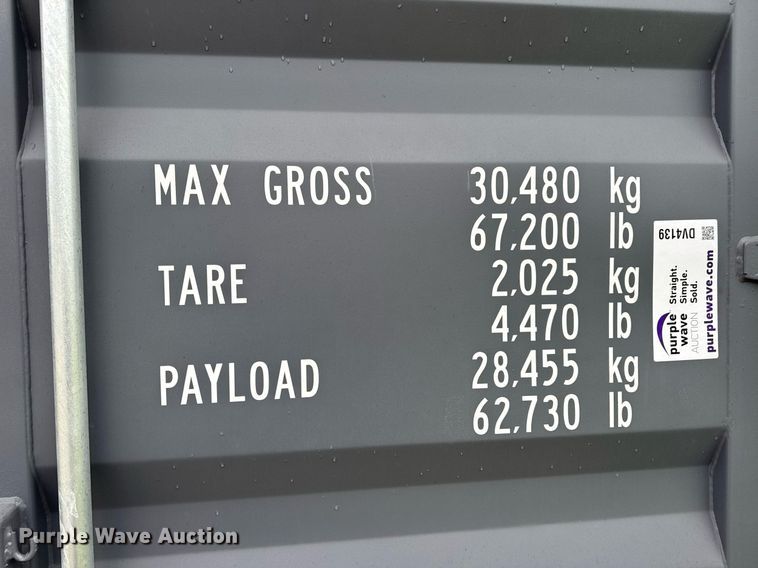 MAX GROSS 30,480 kg
67,200 lb
TARE 2,025 kg
4,470 lb
PAYLOAD 28,455 kg
62,730 lb
DV4139
purple wave
AUCTION
Straight.
Simple.
Sold.
purplewave.com
Purple Wave Auction